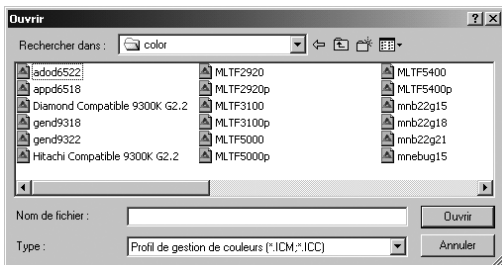 Ouvrir
Rechercher dans : color
adod6522 MLTF2920 MLTF5400
appd6518 MLTF2920p MLTF5400p
Diamond Compatible 9300K G2.2 MLTF3100 mnb22g15
gend9318 MLTF3100p mnb22g18
gend9322 MLTF5000 mnb22g21
Hitachi Compatible 9300K G2.2 MLTF5000p mnebug15
Nom de fichier : Ouvrir
Type : Profil de gestion de couleurs (*.ICM;*.ICC) Annuler